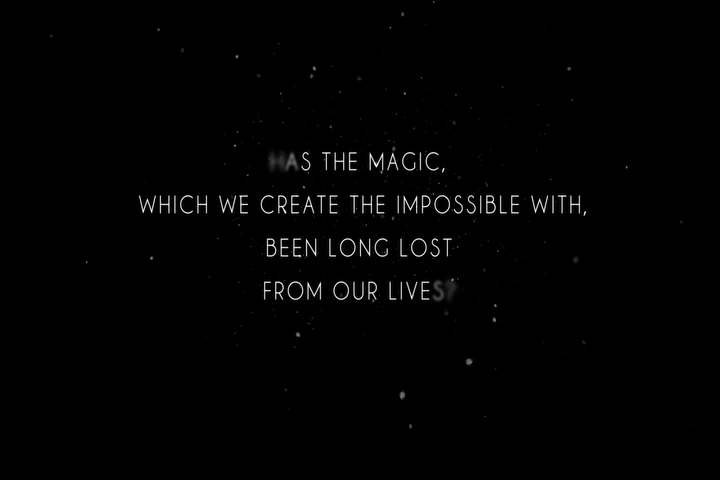 HAS THE MAGIC,
WHICH WE CREATE THE IMPOSSIBLE WITH,
BEEN LONG LOST
FROM OUR LIVES?